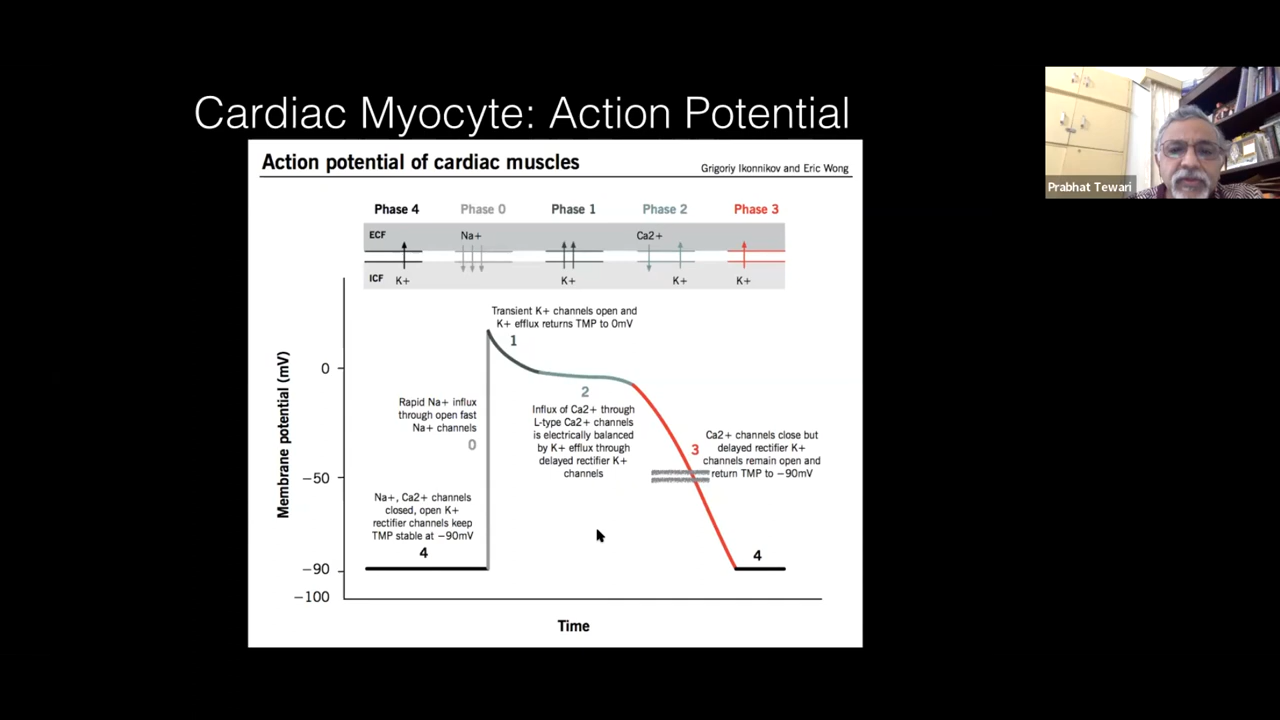 Cardiac Myocyte: Action Potential
Prabhat Tewari
Action potential of cardiac muscles
Grigoriy Ikonnikov and Eric Wong
Phase 4
Phase 0
Phase 1
Phase 2
Phase 3
ECF
Na+
Ca2+
ICF
K+
K+
K+
K+
Transient K+ channels open and
K+ efflux returns TMP to 0mV
1
Membrane potential (mV)
0
−50
−90
−100
Rapid Na+ influx
through open fast
Na+ channels
0
2
Influx of Ca2+ through
L-type Ca2+ channels
is electrically balanced
by K+ efflux through
delayed rectifier K+
channels
3
Ca2+ channels close but
delayed rectifier K+
channels remain open and
return TMP to −90mV
Na+, Ca2+ channels
closed, open K+
rectifier channels keep
TMP stable at −90mV
4
4
Time